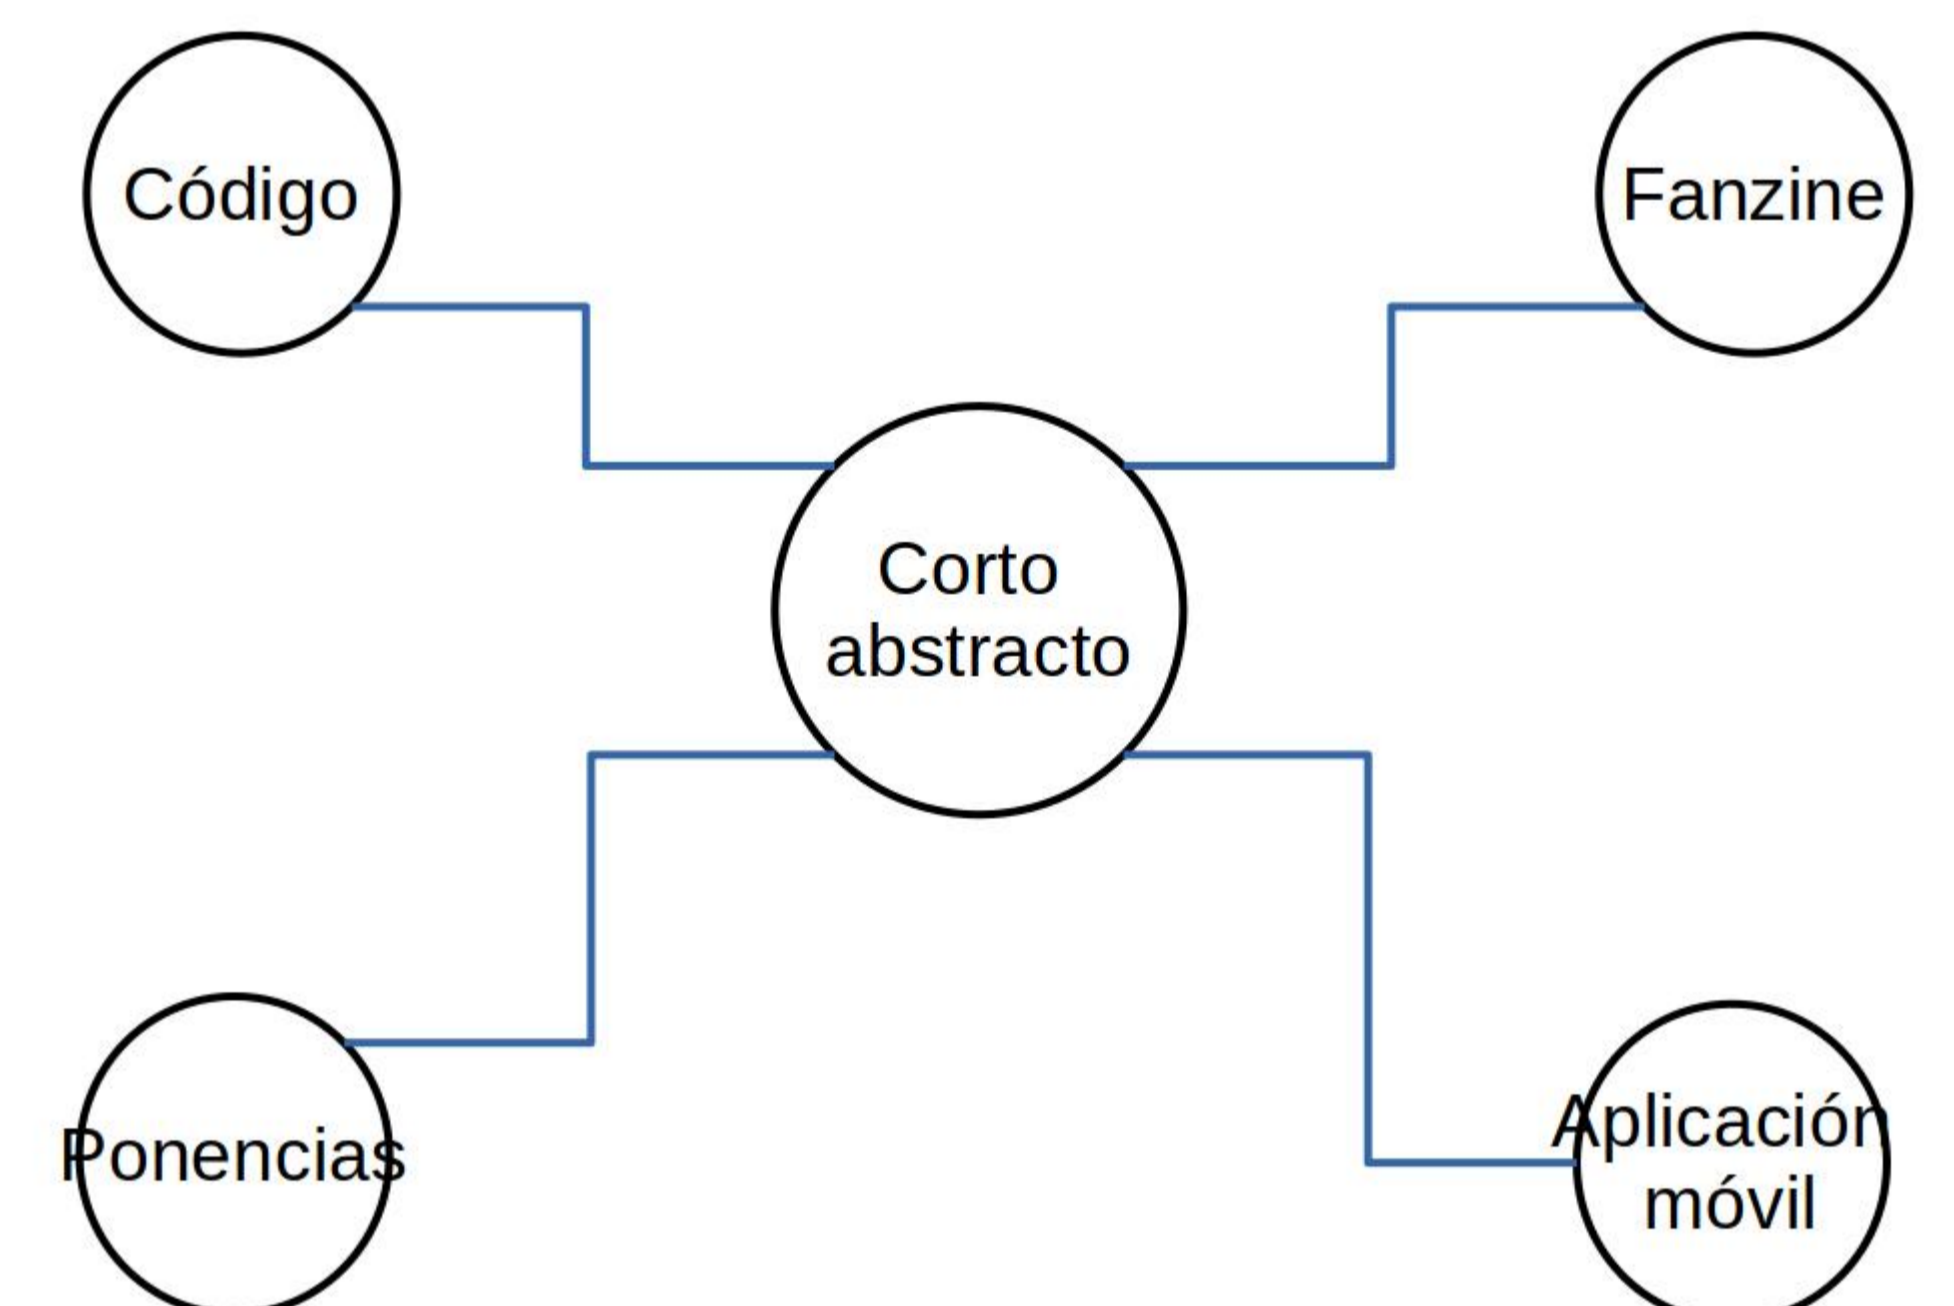 Código
Fanzine
Corto
abstracto
Ponencias
Aplicación
móvil